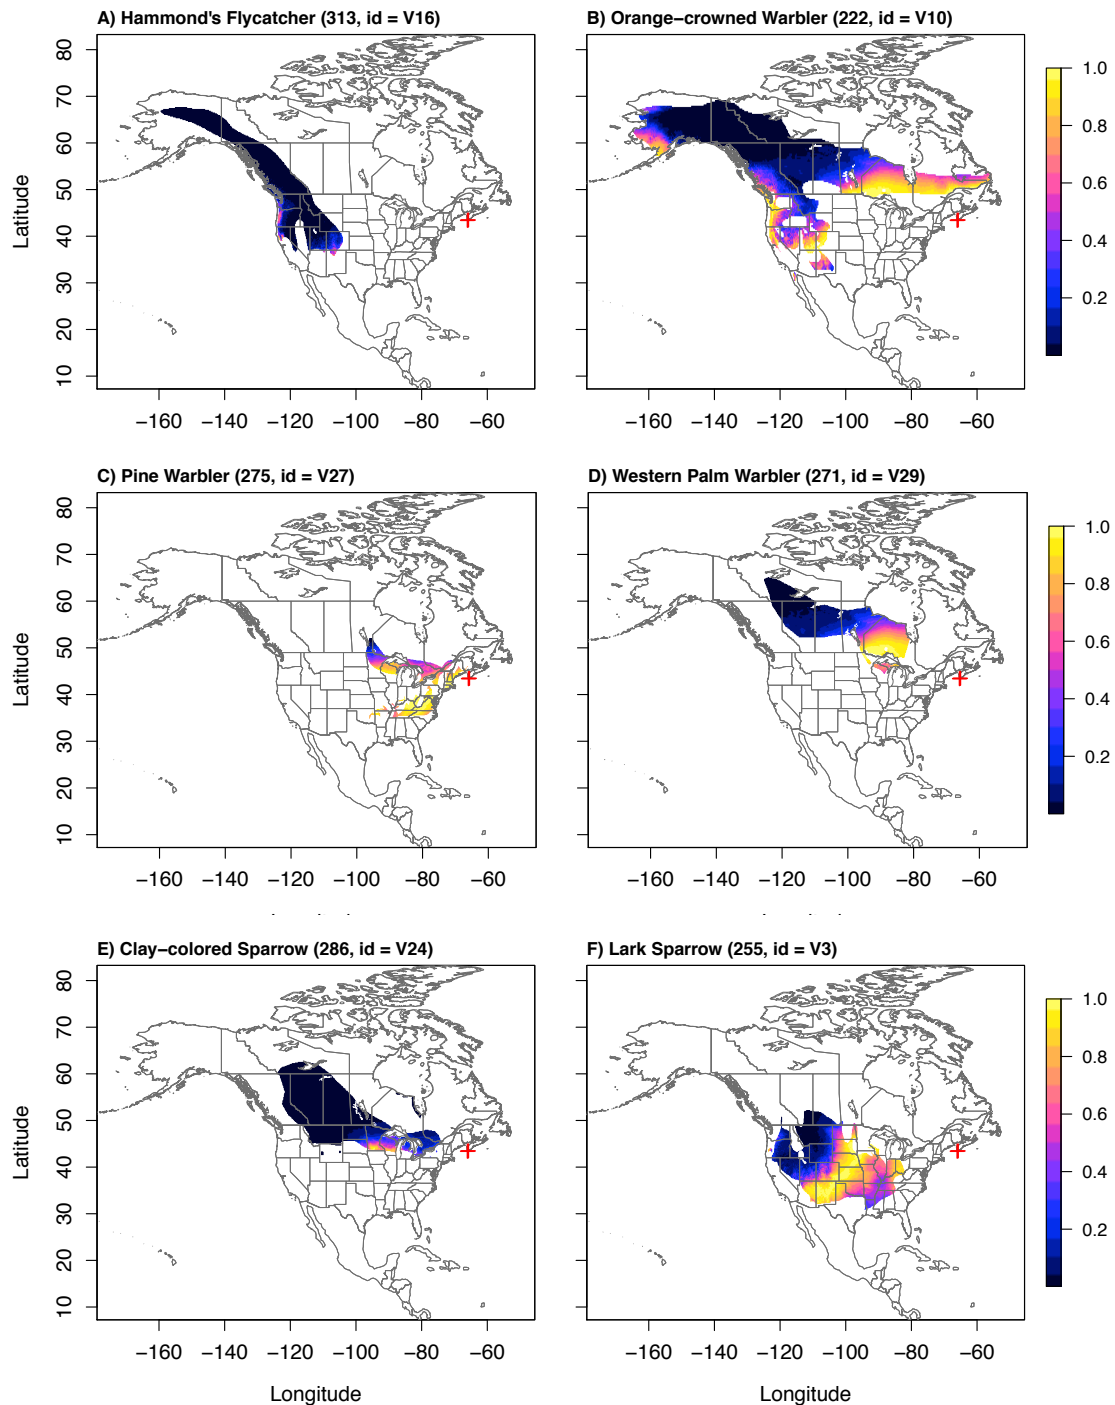 A) Hammond's Flycatcher (313, id = V16)
B) Orange−crowned Warbler (222, id = V10)
Latitude
80
70
60
50
40
30
20
10
−160 −140 −120 −100 −80 −60
−160 −140 −120 −100 −80 −60
1.0
0.8
0.6
0.4
0.2
C) Pine Warbler (275, id = V27)
D) Western Palm Warbler (271, id = V29)
Latitude
80
70
60
50
40
30
20
10
−160 −140 −120 −100 −80 −60
−160 −140 −120 −100 −80 −60
1.0
0.8
0.6
0.4
0.2
E) Clay−colored Sparrow (286, id = V24)
F) Lark Sparrow (255, id = V3)
Latitude
80
70
60
50
40
30
20
10
−160 −140 −120 −100 −80 −60
−160 −140 −120 −100 −80 −60
1.0
0.8
0.6
0.4
0.2
Longitude
Longitude